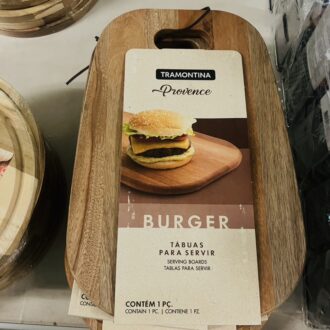 TRAMONTINA
Provence
BURGER
TÁBUAS
PARA SERVIR
SERVING BOARDS
TABLAS PARA SERVIR
CONTÉM 1 PÇ.
CONTAIN 1 PC. | CONTIENE 1 PZ.